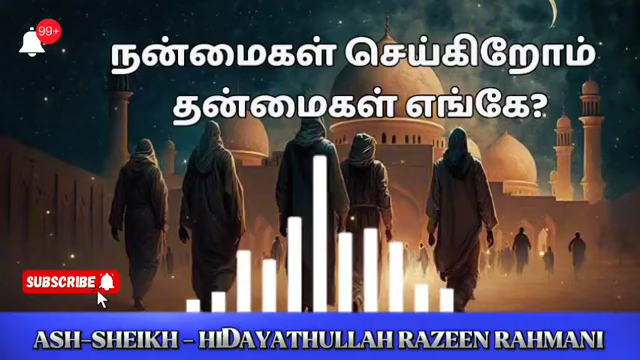 99+
நன்மைகள் செய்கிறோம்
தன்மைகள் எங்கே?
SUBSCRIBE
ASH-SHEIKH - HIDAYATHULLAH RAZEEN RAHMANI